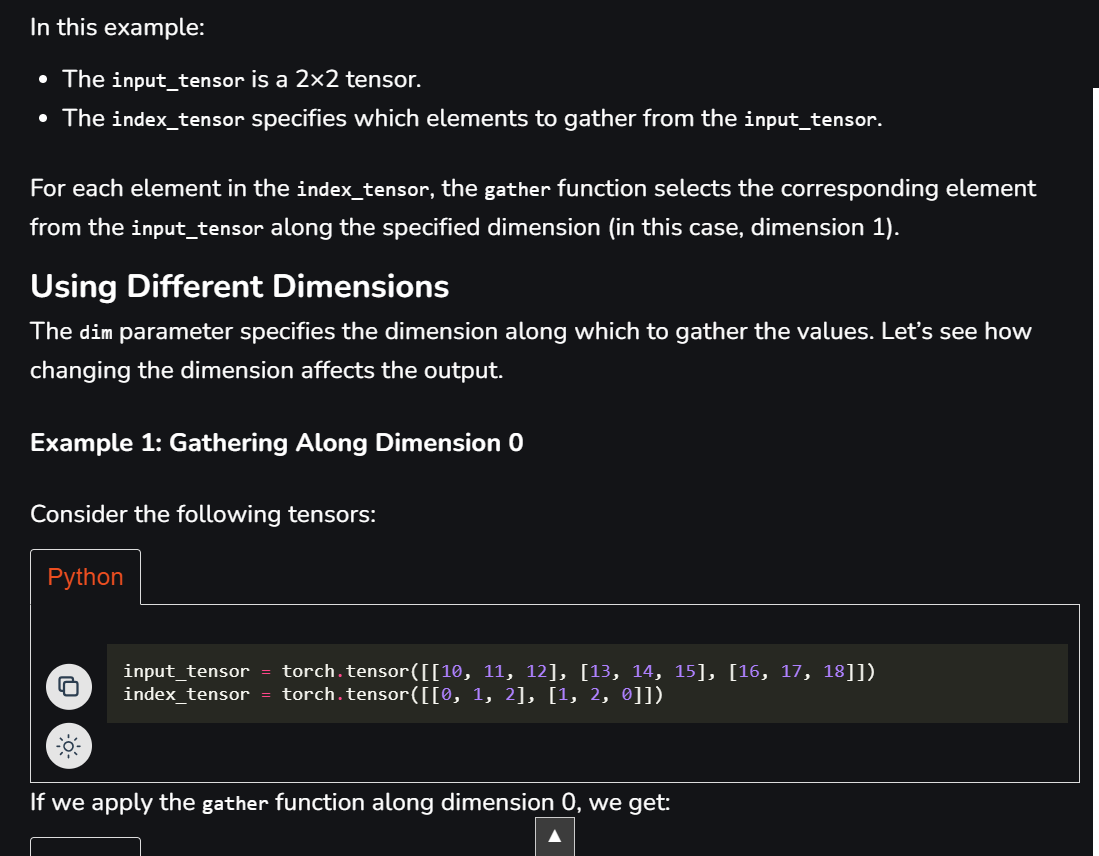 In this example:
• The input_tensor is a 2×2 tensor.
• The index_tensor specifies which elements to gather from the input_tensor.
For each element in the index_tensor, the gather function selects the corresponding element
from the input_tensor along the specified dimension (in this case, dimension 1).
Using Different Dimensions
The dim parameter specifies the dimension along which to gather the values. Let’s see how
changing the dimension affects the output.
Example 1: Gathering Along Dimension 0
Consider the following tensors:
Python
input_tensor = torch.tensor([[10, 11, 12], [13, 14, 15], [16, 17, 18]])
index_tensor = torch.tensor([[0, 1, 2], [1, 2, 0]])
If we apply the gather function along dimension 0, we get: